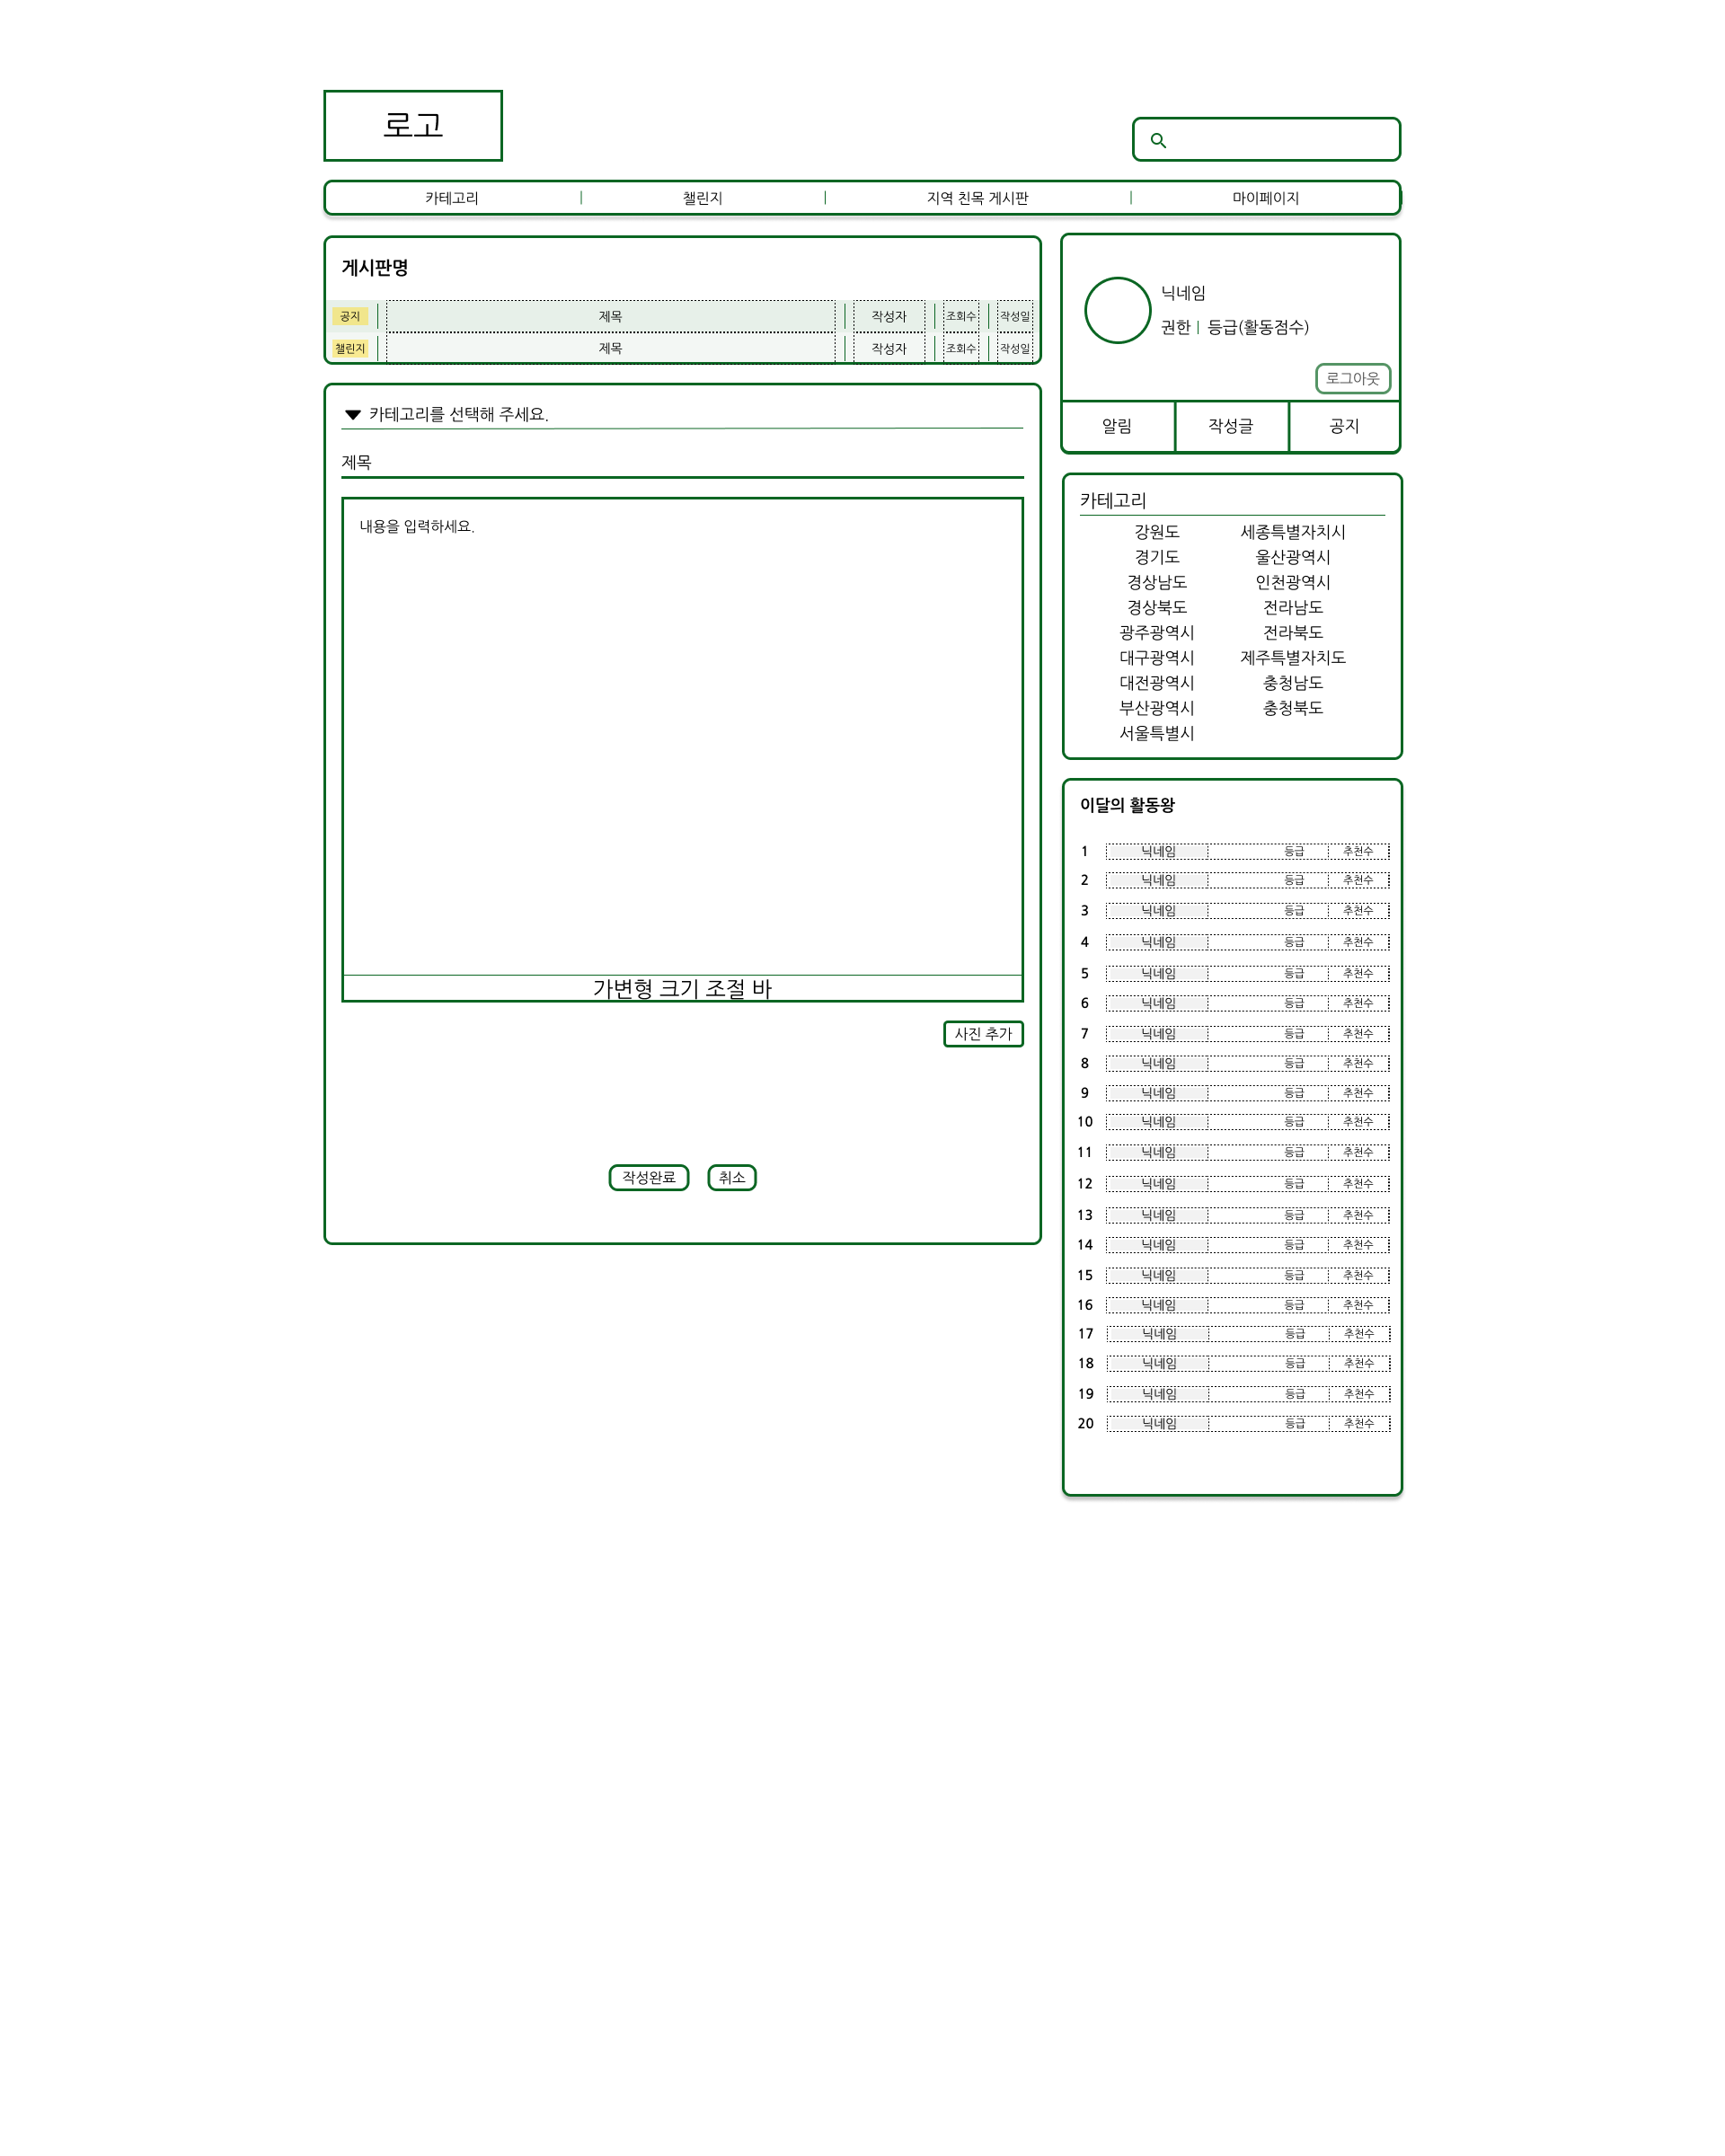 로고
카테고리 챌린지 지역 친목 게시판 마이페이지
게시판명
공지 제목 작성자 조회수 작성일
챌린지 제목 작성자 조회수 작성일
카테고리를 선택해 주세요.
제목
내용을 입력하세요.
가변형 크기 조절 바
사진 추가
작성완료 취소
닉네임
권한 등급(활동점수)
로그아웃
알림 작성글 공지
카테고리
강원도 세종특별자치시
경기도 울산광역시
경상남도 인천광역시
경상북도 전라남도
광주광역시 전라북도
대구광역시 제주특별자치도
대전광역시 충청남도
부산광역시 충청북도
서울특별시
이달의 활동왕
1 닉네임 등급 추천수
2 닉네임 등급 추천수
3 닉네임 등급 추천수
4 닉네임 등급 추천수
5 닉네임 등급 추천수
6 닉네임 등급 추천수
7 닉네임 등급 추천수
8 닉네임 등급 추천수
9 닉네임 등급 추천수
10 닉네임 등급 추천수
11 닉네임 등급 추천수
12 닉네임 등급 추천수
13 닉네임 등급 추천수
14 닉네임 등급 추천수
15 닉네임 등급 추천수
16 닉네임 등급 추천수
17 닉네임 등급 추천수
18 닉네임 등급 추천수
19 닉네임 등급 추천수
20 닉네임 등급 추천수